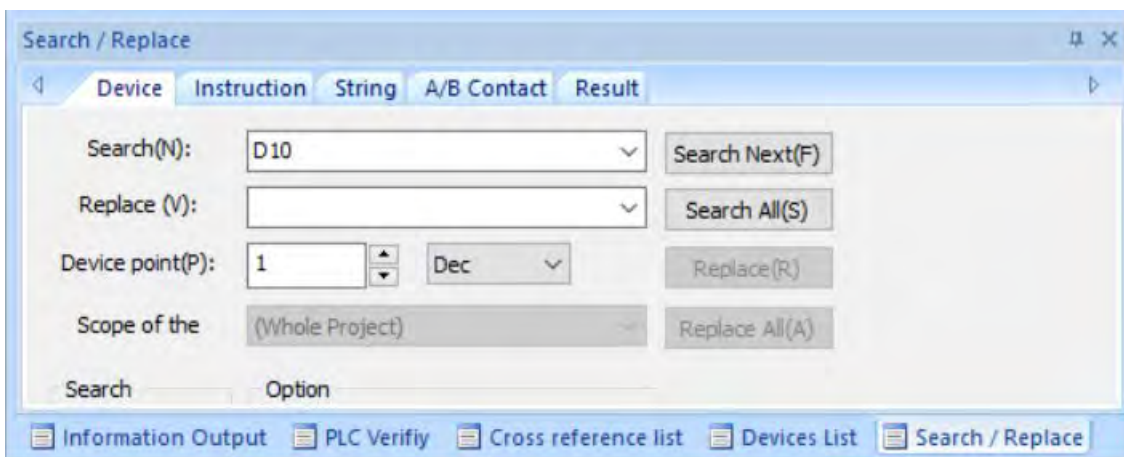 Search / Replace
Device Instruction String A/B Contact Result
Search(N): D10 Search Next(F)
Replace (V): Search All(S)
Device point(P): 1 Dec Replace(R)
Scope of the (Whole Project) Replace All(A)
Search Option
Information Output PLC Verifiy Cross reference list Devices List Search / Replace